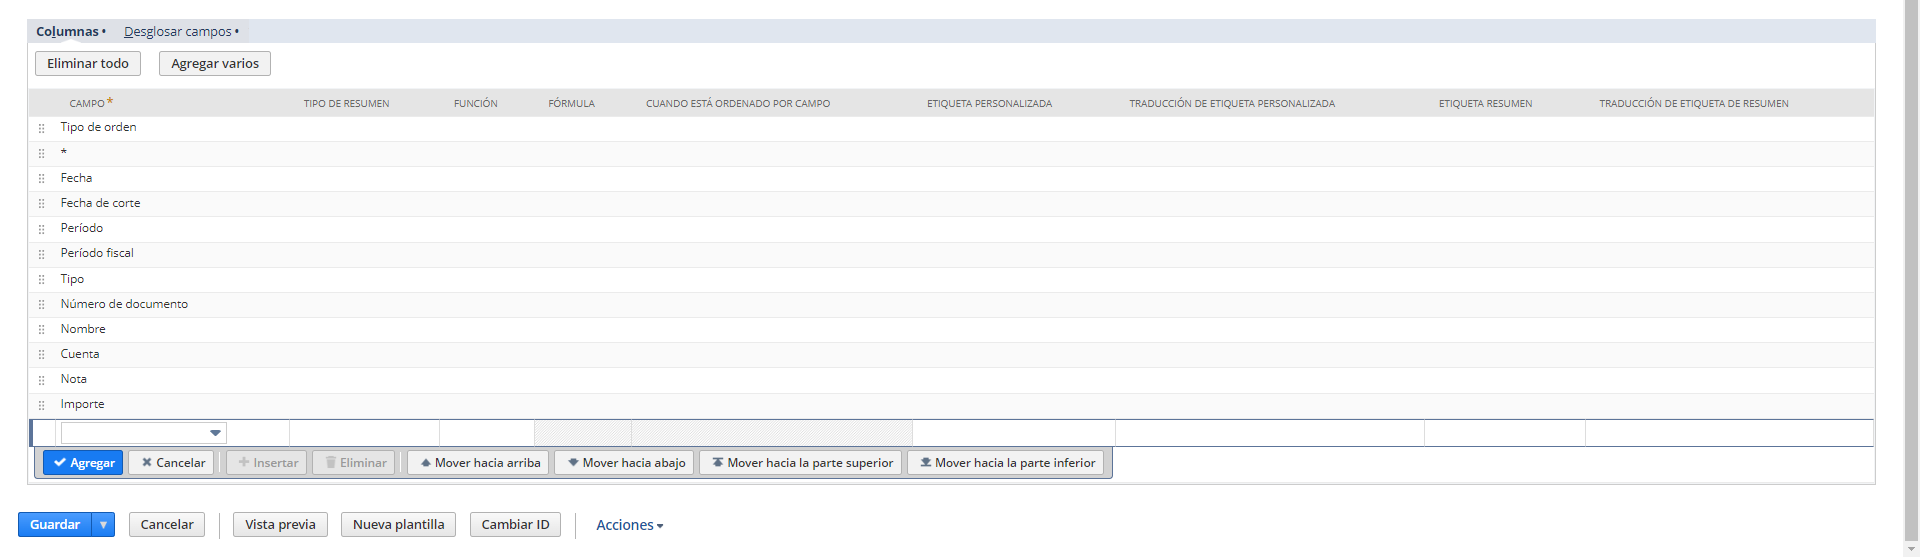 Columnas • Desglosar campos •
Eliminar todo Agregar varios
CAMPO * TIPO DE RESUMEN FUNCIÓN FÓRMULA CUANDO ESTÁ ORDENADO POR CAMPO ETIQUETA PERSONALIZADA TRADUCCIÓN DE ETIQUETA PERSONALIZADA ETIQUETA RESUMEN TRADUCCIÓN DE ETIQUETA DE RESUMEN
Tipo de orden
*
Fecha
Fecha de corte
Período
Período fiscal
Tipo
Número de documento
Nombre
Cuenta
Nota
Importe
Agregar Cancelar Insertar Eliminar Mover hacia arriba Mover hacia abajo Mover hacia la parte superior Mover hacia la parte inferior
Guardar Cancelar Vista previa Nueva plantilla Cambiar ID Acciones